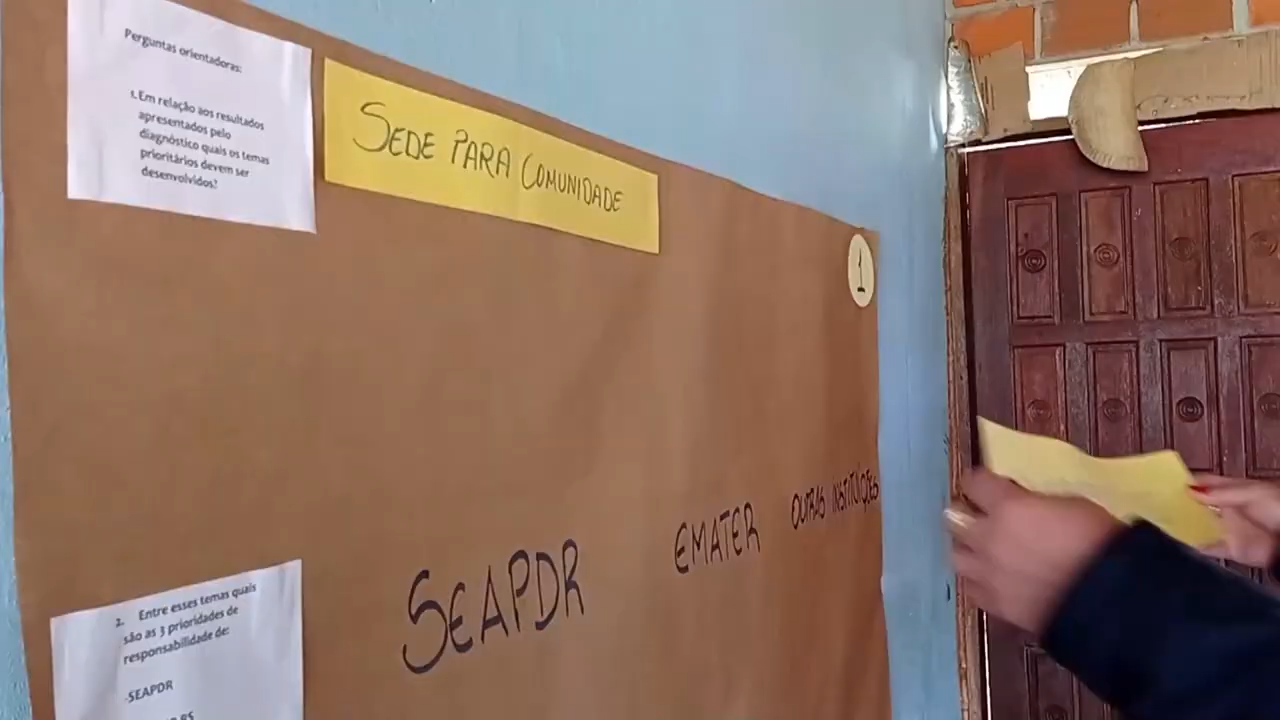 Perguntas orientadoras:
1. Em relação aos resultados
apresentados pelo
diagnóstico quais os temas
prioritários devem ser
desenvolvidos?
SEDE PARA COMUNIDADE
1
SEAPDR
EMATER
OUTRAS INSTITUIÇÕES
2. Entre esses temas quais
são as 3 prioridades de
responsabilidade de:
-SEAPDR